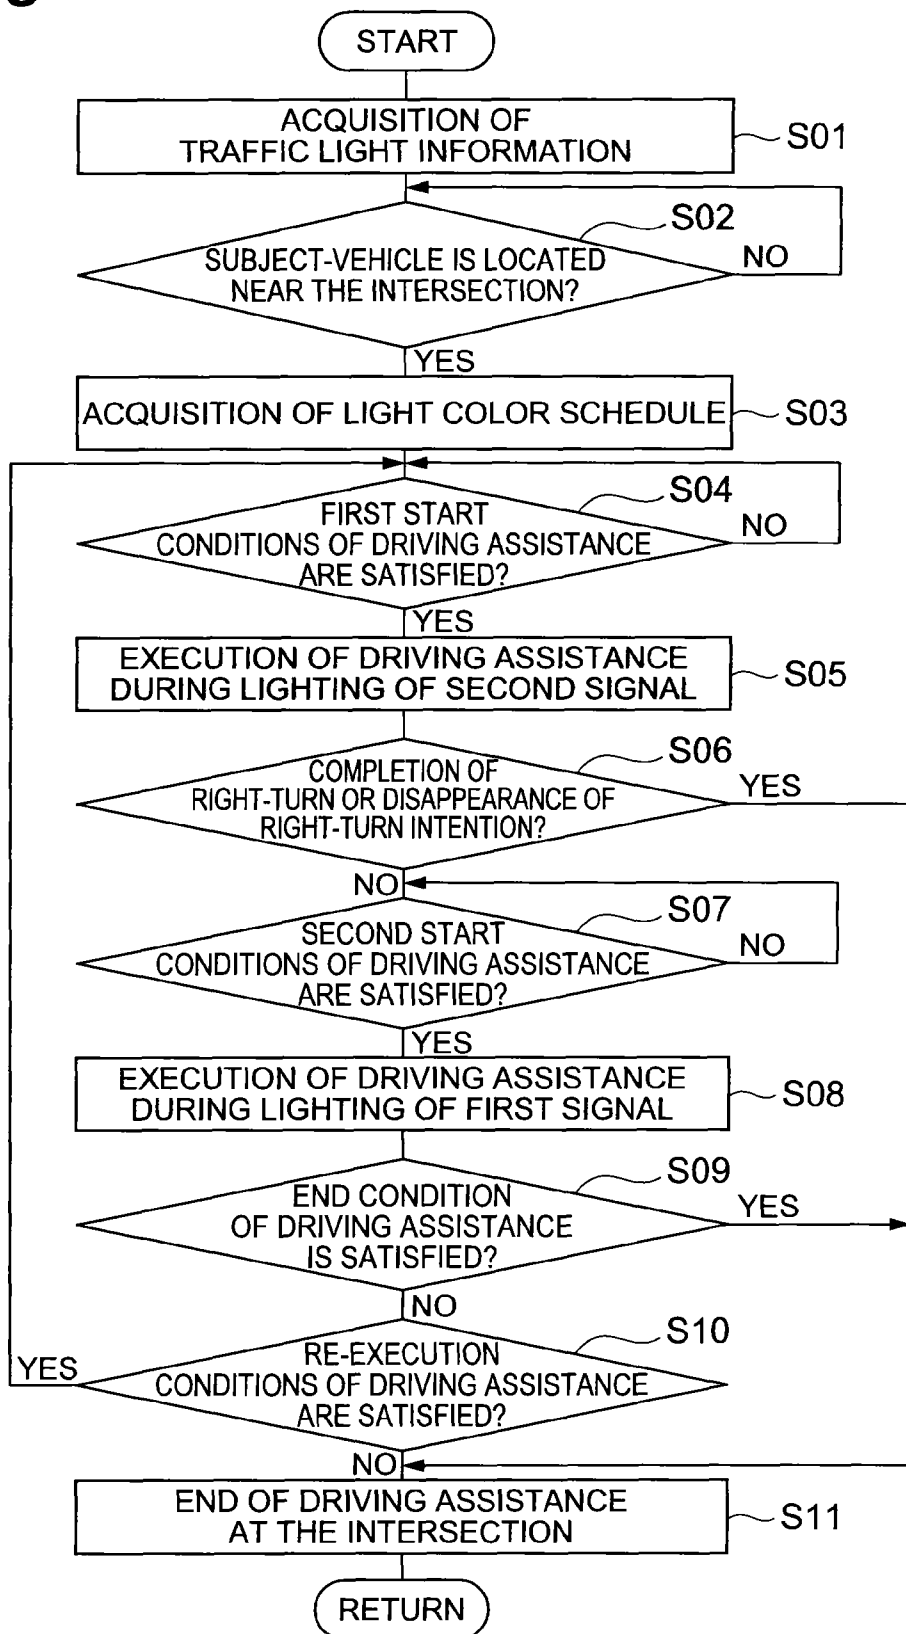 START
ACQUISITION OF
TRAFFIC LIGHT INFORMATION
S01
S02
SUBJECT-VEHICLE IS LOCATED
NEAR THE INTERSECTION?
NO
YES
ACQUISITION OF LIGHT COLOR SCHEDULE
S03
S04
FIRST START
CONDITIONS OF DRIVING ASSISTANCE
ARE SATISFIED?
NO
YES
EXECUTION OF DRIVING ASSISTANCE
DURING LIGHTING OF SECOND SIGNAL
S05
S06
COMPLETION OF
RIGHT-TURN OR DISAPPEARANCE OF
RIGHT-TURN INTENTION?
YES
NO
S07
SECOND START
CONDITIONS OF DRIVING ASSISTANCE
ARE SATISFIED?
NO
YES
EXECUTION OF DRIVING ASSISTANCE
DURING LIGHTING OF FIRST SIGNAL
S08
S09
END CONDITION
OF DRIVING ASSISTANCE
IS SATISFIED?
YES
NO
S10
RE-EXECUTION
CONDITIONS OF DRIVING ASSISTANCE
ARE SATISFIED?
YES
NO
END OF DRIVING ASSISTANCE
AT THE INTERSECTION
S11
RETURN